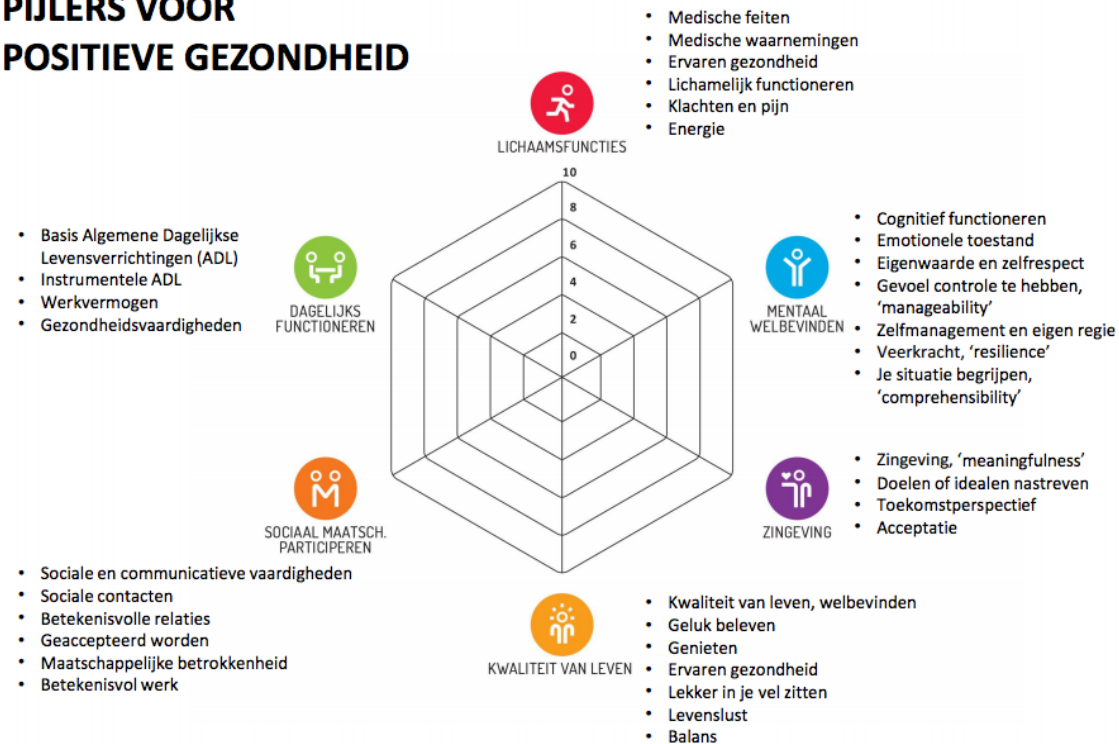 PIJLERS VOOR
POSITIEVE GEZONDHEID
• Medische feiten
• Medische waarnemingen
• Ervaren gezondheid
• Lichamelijk functioneren
• Klachten en pijn
• Energie
LICHAAMSFUNCTIES
10
8
6
4
2
0
• Basis Algemene Dagelijkse
Levensverrichtingen (ADL)
• Instrumentele ADL
• Werkvermogen
• Gezondheidsvaardigheden
DAGELIJKS
FUNCTIONEREN
MENTAAL
WELBEVINDEN
• Cognitief functioneren
• Emotionele toestand
• Eigenwaarde en zelfrespect
• Gevoel controle te hebben,
‘manageability’
• Zelfmanagement en eigen regie
• Veerkracht, ‘resilience’
• Je situatie begrijpen,
‘comprehensibility’
SOCIAAL MAATSCH.
PARTICIPEREN
ZINGEVING
• Zingeving, ‘meaningfulness’
• Doelen of idealen nastreven
• Toekomstperspectief
• Acceptatie
• Sociale en communicatieve vaardigheden
• Sociale contacten
• Betekenisvolle relaties
• Geaccepteerd worden
• Maatschappelijke betrokkenheid
• Betekenisvol werk
KWALITEIT VAN LEVEN
• Kwaliteit van leven, welbevinden
• Geluk beleven
• Genieten
• Ervaren gezondheid
• Lekker in je vel zitten
• Levenslust
• Balans